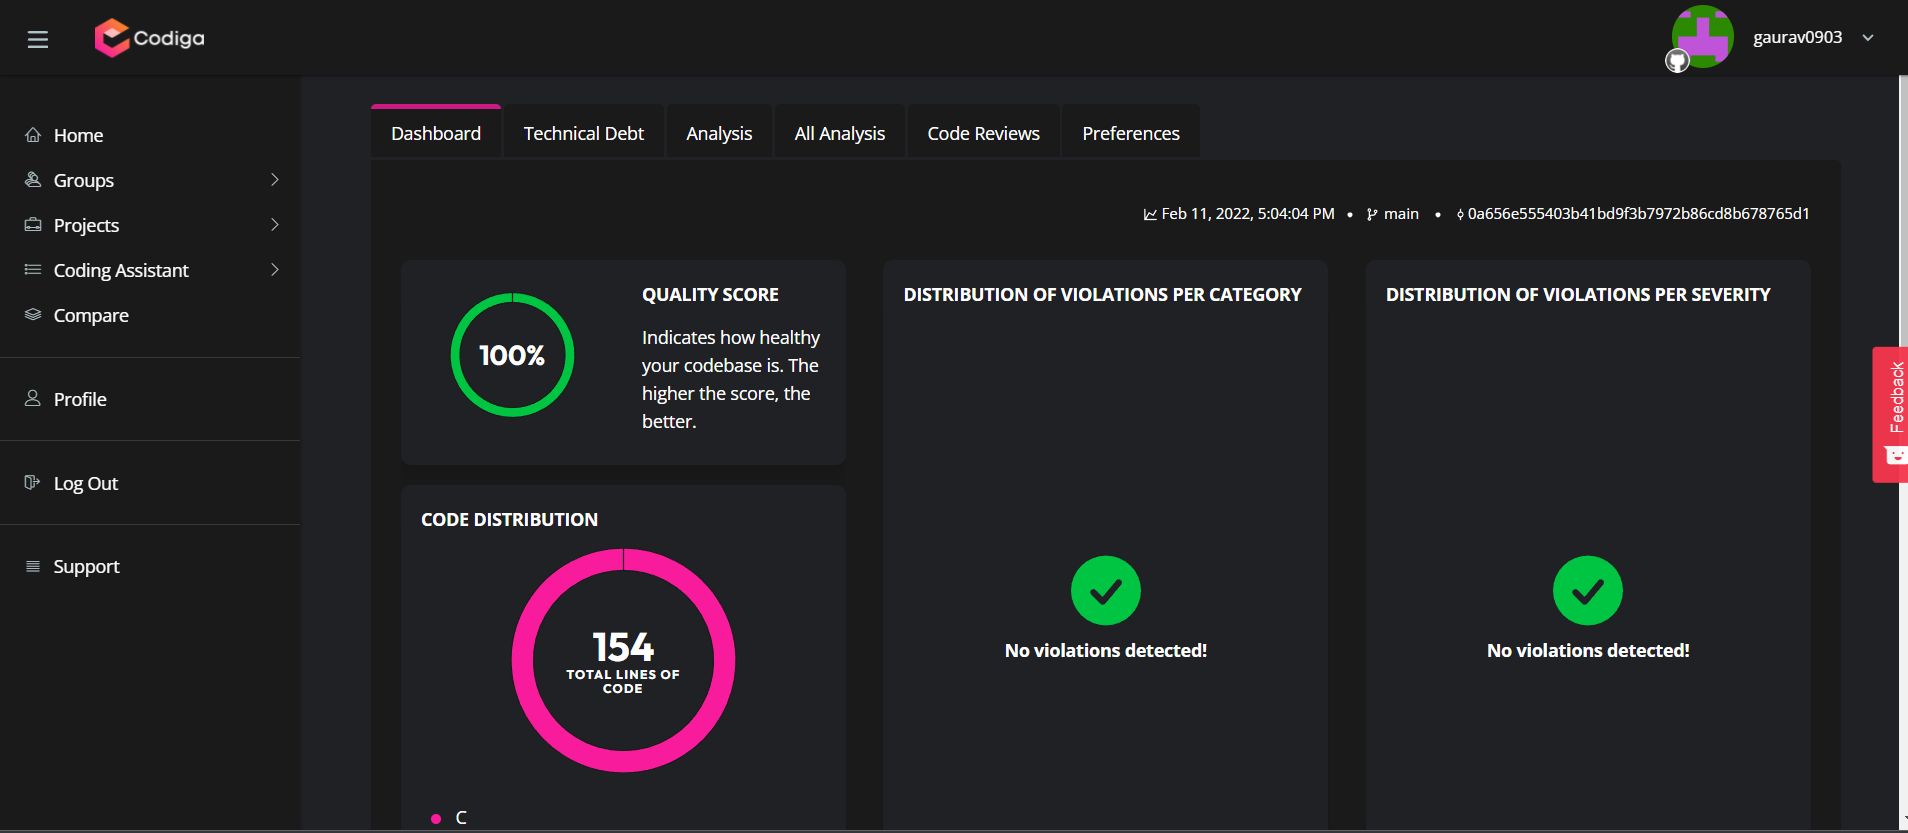 Codiga
gaurav0903
Home
Groups
Projects
Coding Assistant
Compare
Profile
Log Out
Support
Dashboard
Technical Debt
Analysis
All Analysis
Code Reviews
Preferences
Feb 11, 2022, 5:04:04 PM • main • 0a656e555403b41bd9f3b7972b86cd8b678765d1
100%
QUALITY SCORE
Indicates how healthy
your codebase is. The
higher the score, the
better.
CODE DISTRIBUTION
154
TOTAL LINES OF
CODE
C
DISTRIBUTION OF VIOLATIONS PER CATEGORY
No violations detected!
DISTRIBUTION OF VIOLATIONS PER SEVERITY
No violations detected!
Feedback